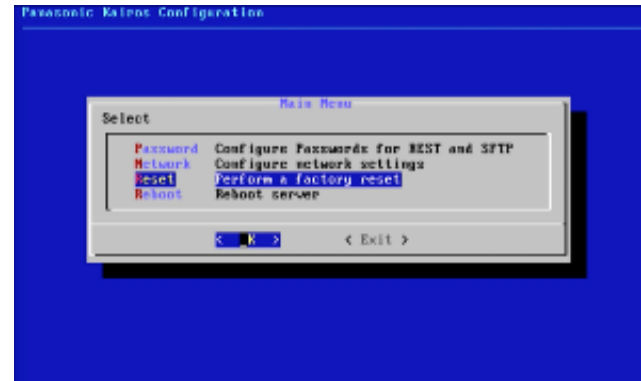 Panasonic Kairos Configuration
Main Menu
Select
Password Configure Passwords for REST and SFTP
Network Configure network settings
Reset Perform a factory reset
Reboot Reboot server
< OK > < Exit >